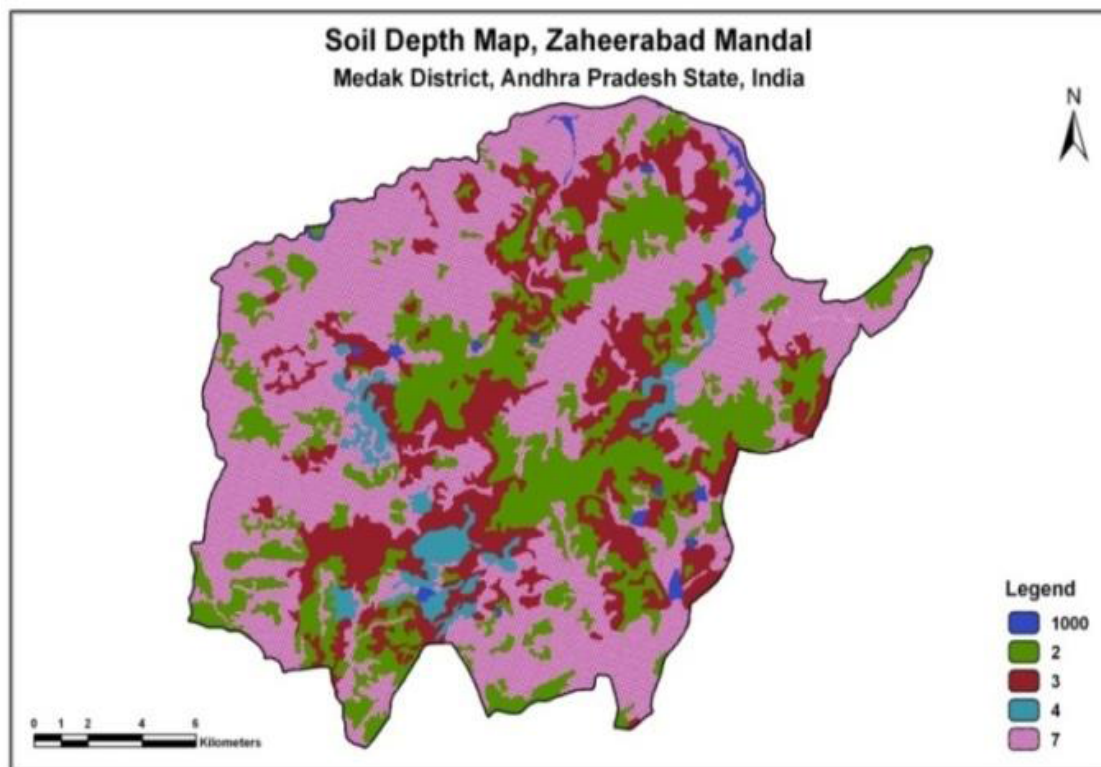 Soil Depth Map, Zaheerabad Mandal
Medak District, Andhra Pradesh State, India
N
Legend
1000
2
3
4
7
0 1 2 4 6
Kilometers